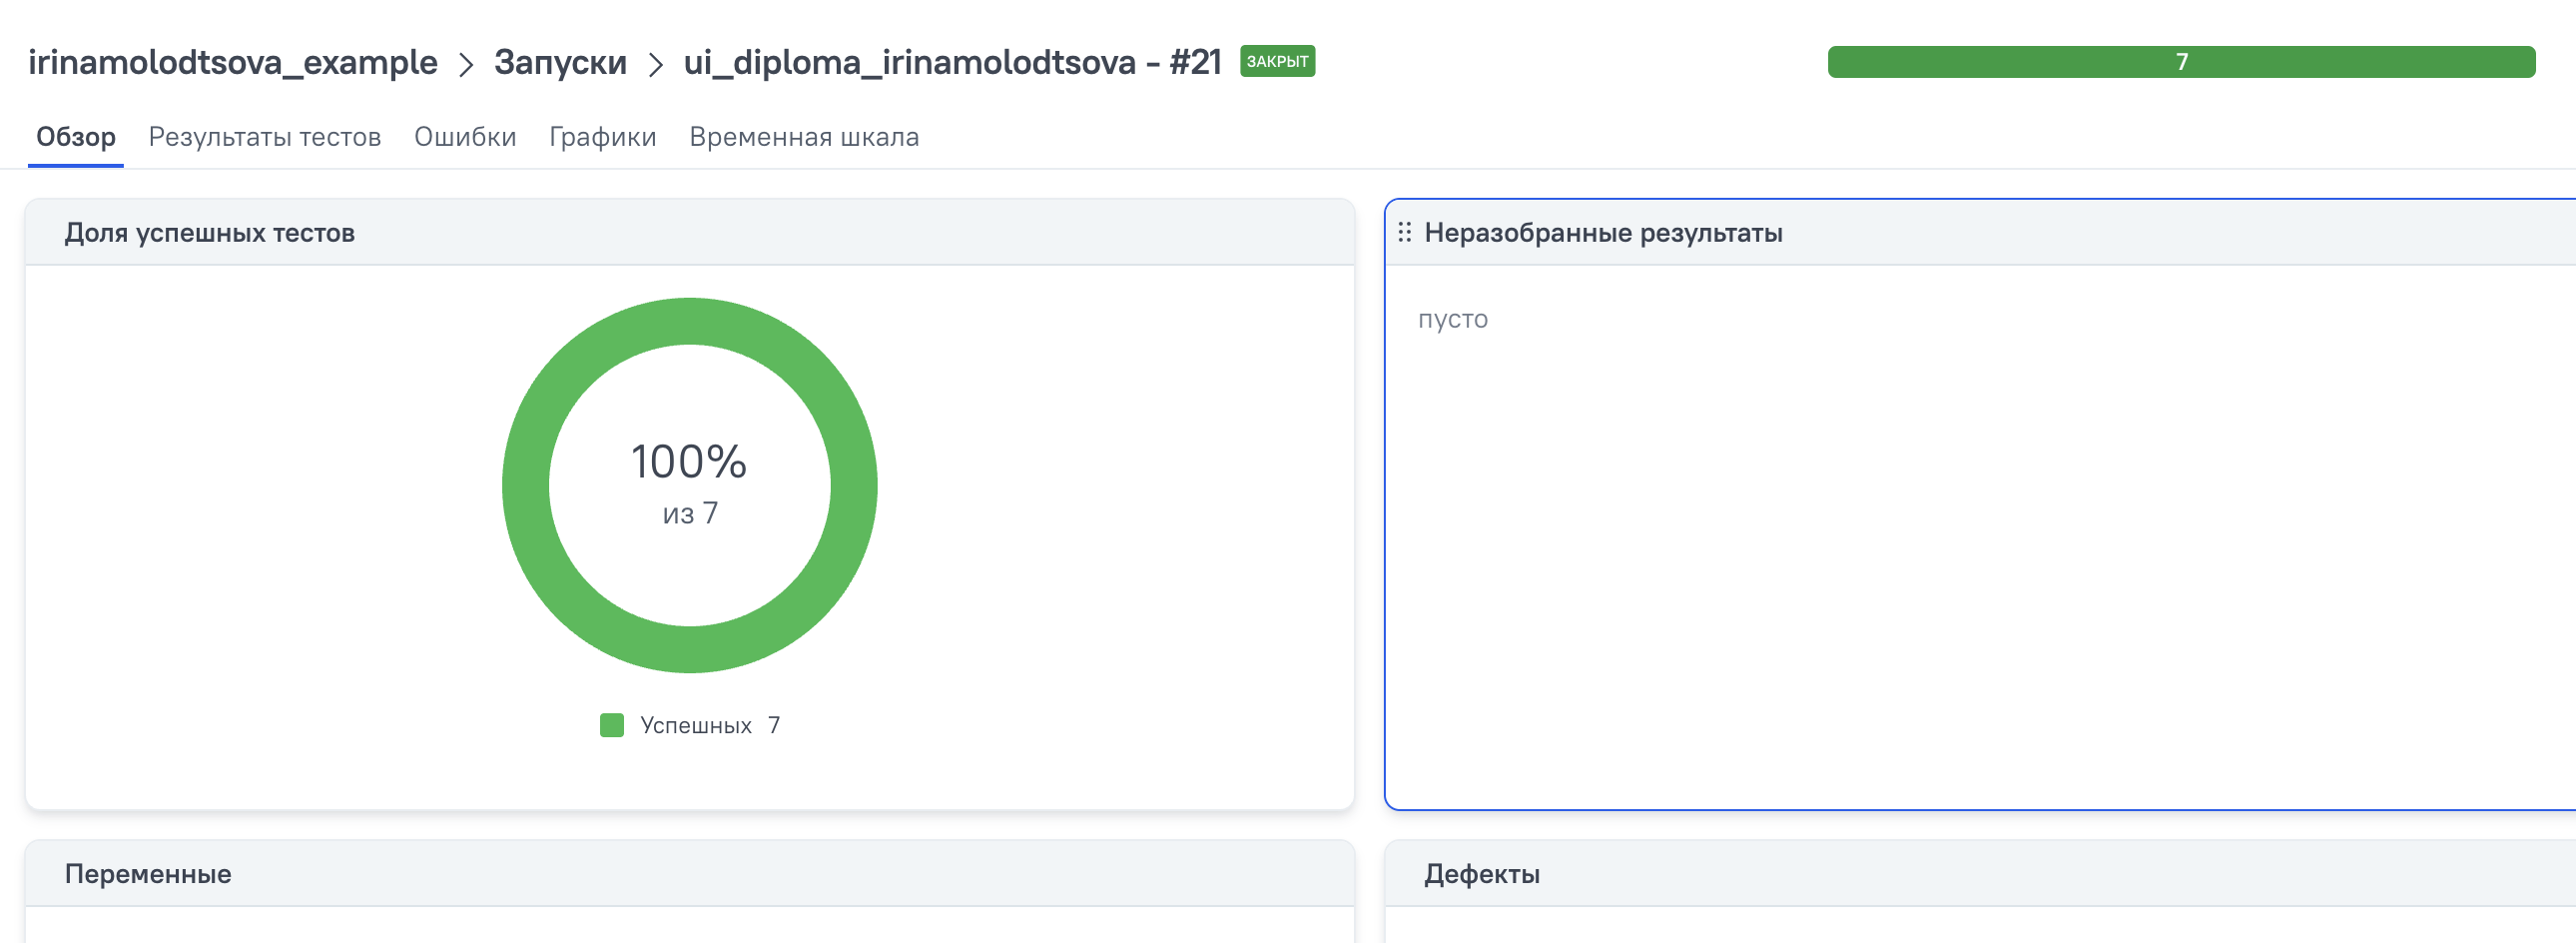 irinamolodtsova_example > Запуски > ui_diploma_irinamolodtsova - #21 ЗАКРЫТ
7
Обзор Результаты тестов Ошибки Графики Временная шкала
Доля успешных тестов
100%
из 7
Успешных 7
Неразобранные результаты
пусто
Переменные
Дефекты